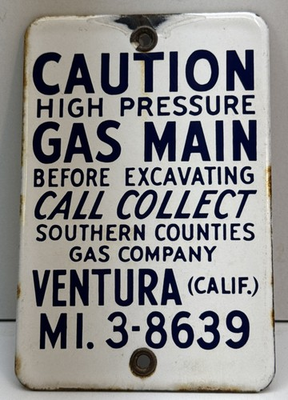 CAUTION
HIGH PRESSURE
GAS MAIN
BEFORE EXCAVATING
CALL COLLECT
SOUTHERN COUNTIES
GAS COMPANY
VENTURA (CALIF.)
MI. 3-8639